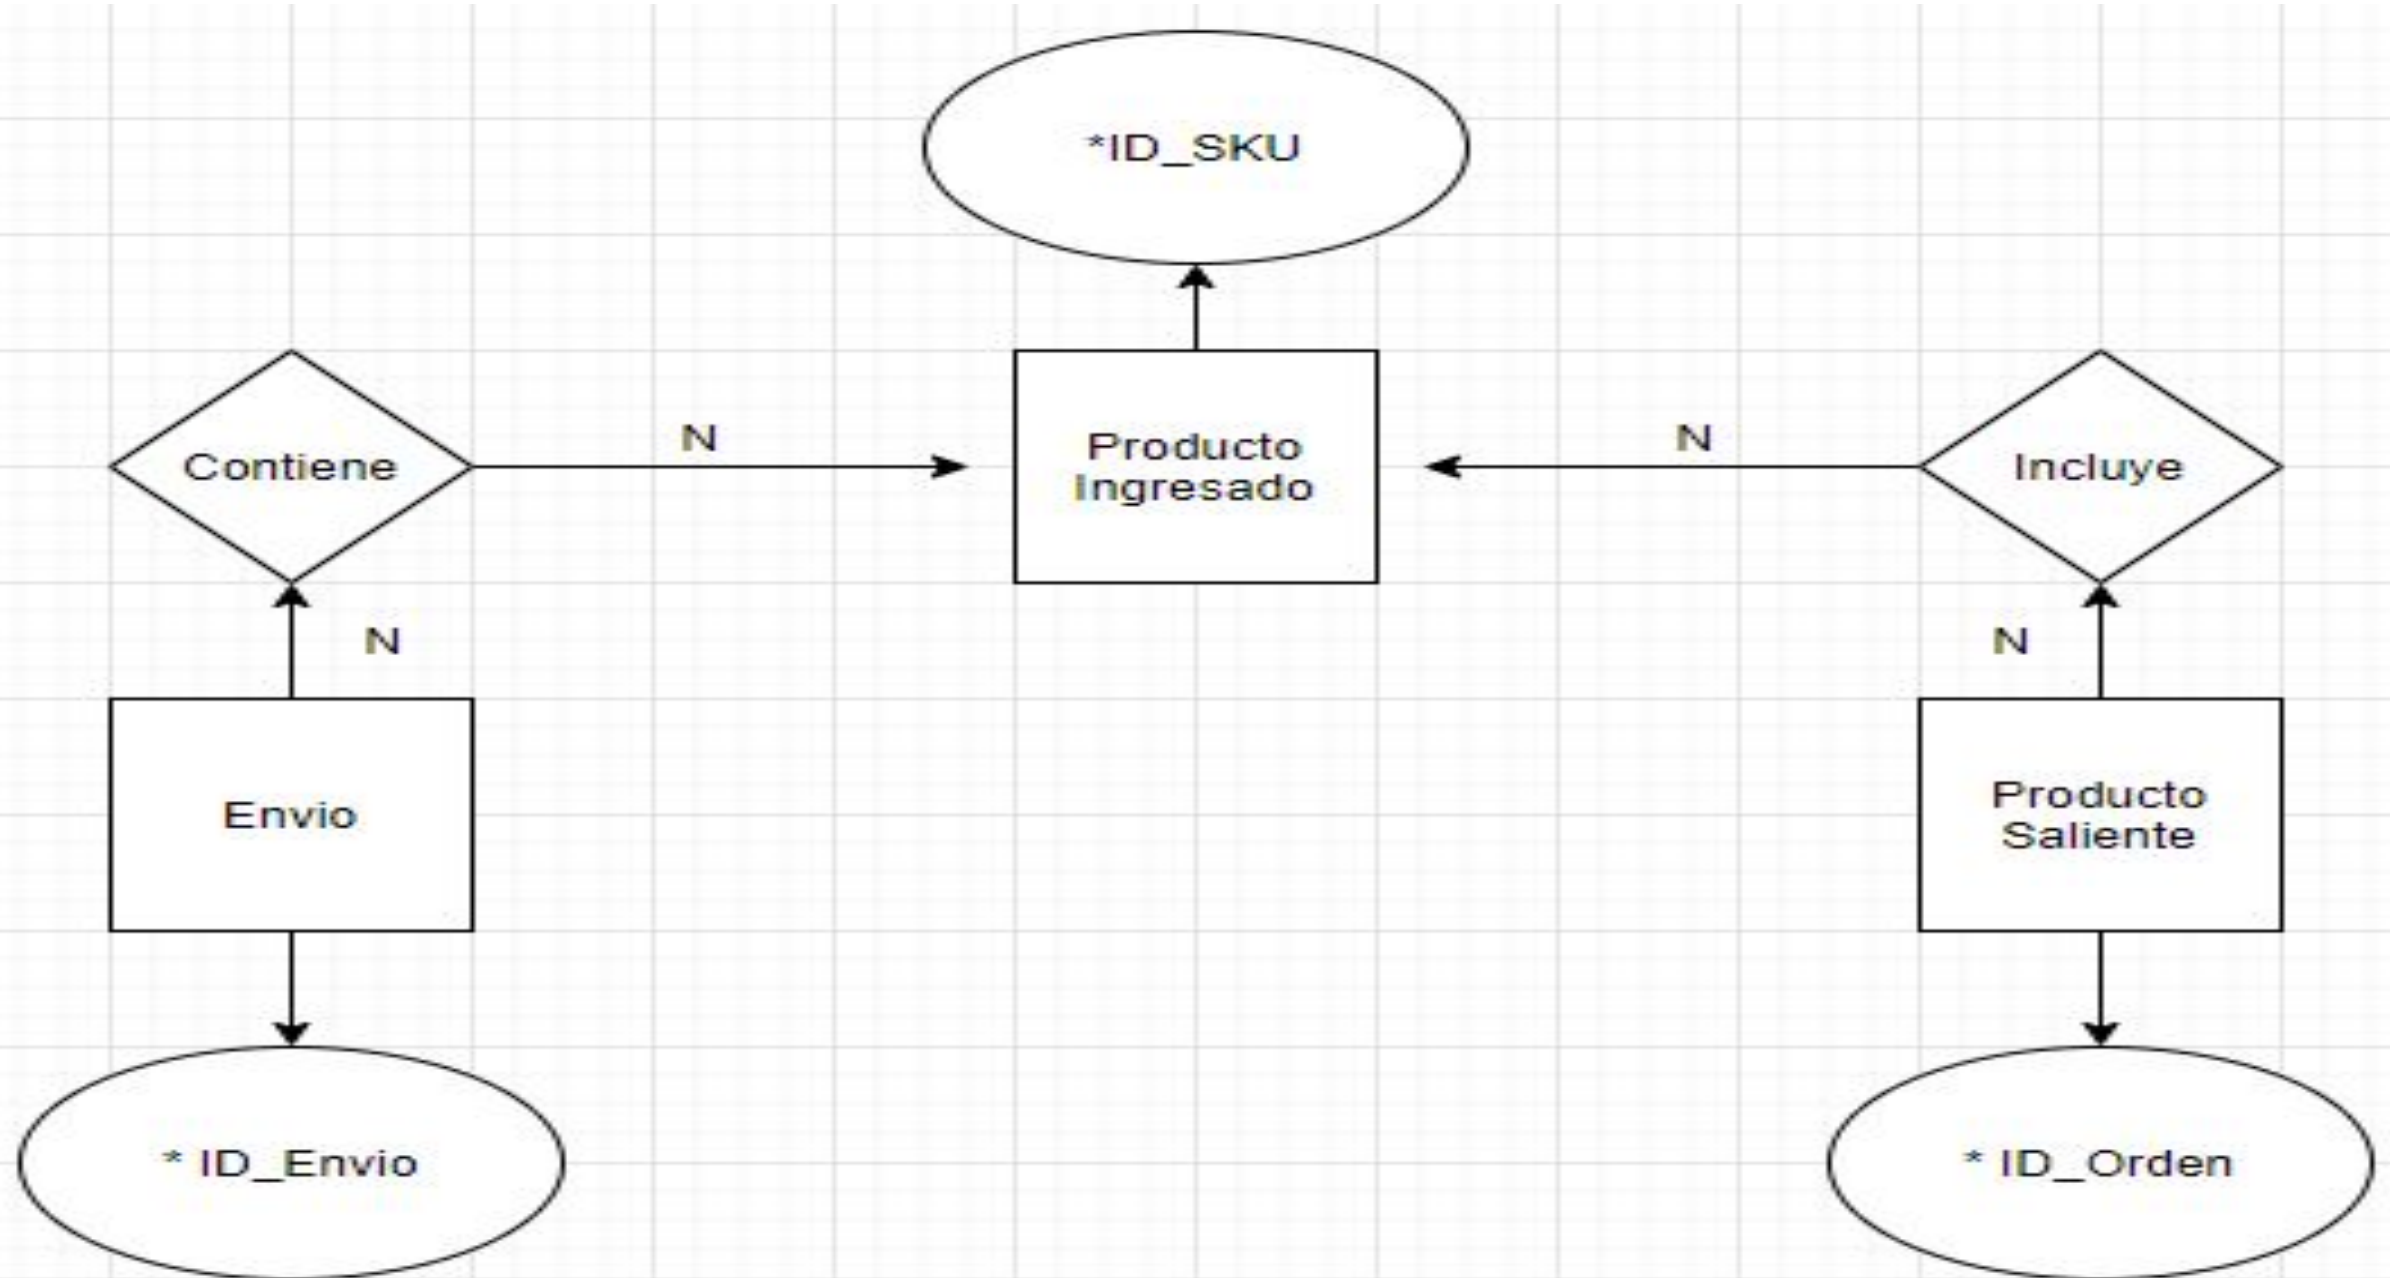 *ID_SKU
Contiene
N
Producto
Ingresado
N
Incluye
N
N
Envio
Producto
Saliente
* ID_Envio
* ID_Orden